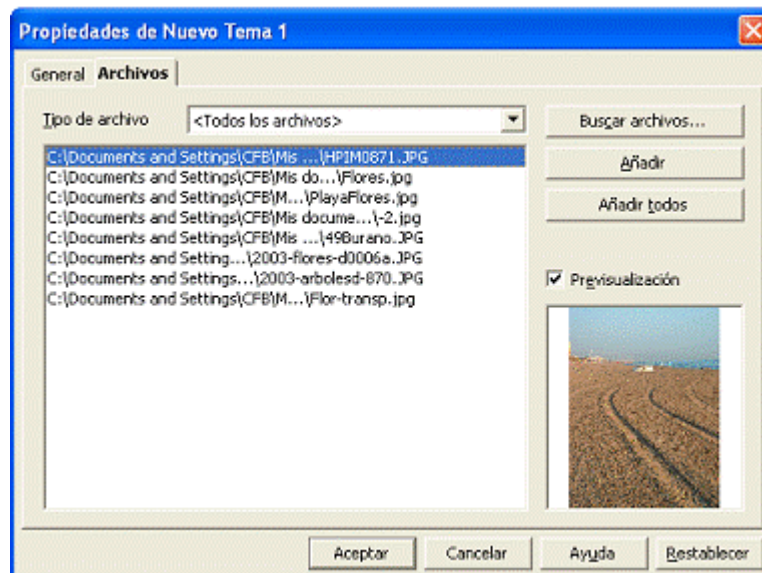 Propiedades de Nuevo Tema 1
General Archivos
Tipo de archivo <Todos los archivos> Buscar archivos...
C:\Documents and Settings\CFB\Mis ...\HPIM0871.JPG
C:\Documents and Settings\CFB\Mis do...\Flores.jpg
C:\Documents and Settings\CFB\M...\PlayaFlores.jpg
C:\Documents and Settings\CFB\Mis docume...\-2.jpg
C:\Documents and Settings\CFB\Mis ...\49Burano.JPG
C:\Documents and Setting...\2003-flores-d0006a.JPG
C:\Documents and Settings...\2003-arbolesd-870.JPG
C:\Documents and Settings\CFB\M...\Flor-transp.jpg
Añadir
Añadir todos
Previsualización
Aceptar Cancelar Ayuda Restablecer